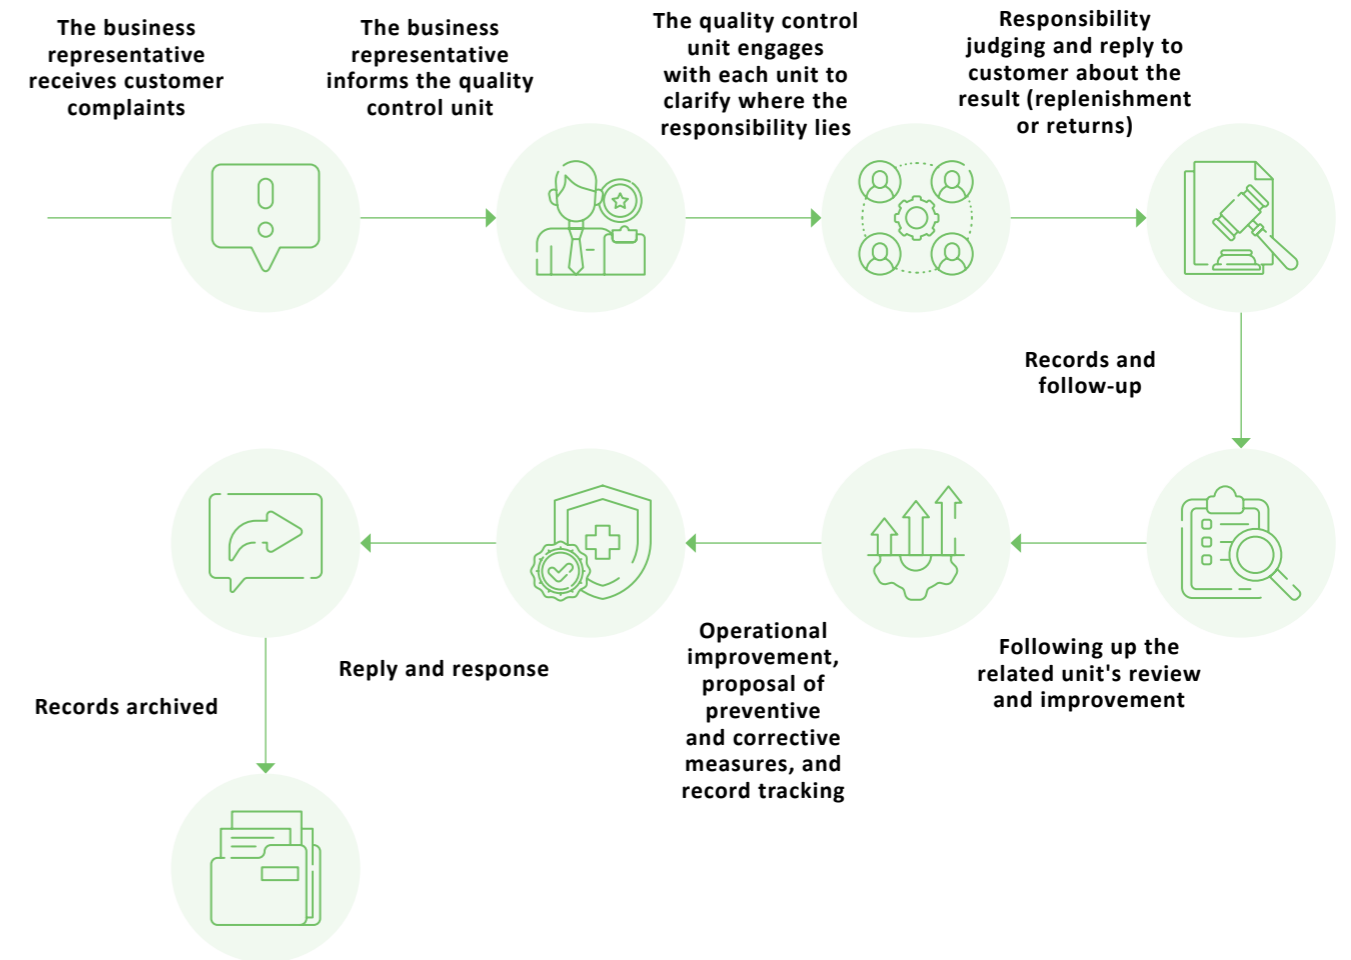 The business
representative
receives customer
complaints
The business
representative
informs the quality
control unit
The quality control
unit engages
with each unit to
clarify where the
responsibility lies
Responsibility
judging and reply to
customer about the
result (replenishment
or returns)
Records and
follow-up
Following up the
related unit's review
and improvement
Operational
improvement,
proposal of
preventive
and corrective
measures, and
record tracking
Reply and response
Records archived